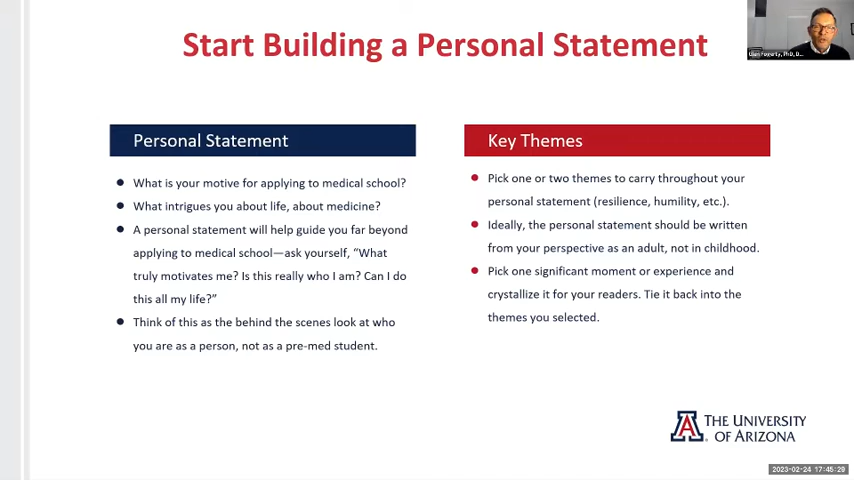 Start Building a Personal Statement
Personal Statement
What is your motive for applying to medical school?
What intrigues you about life, about medicine?
A personal statement will help guide you far beyond
applying to medical school—ask yourself, “What
truly motivates me? Is this really who I am? Can I do
this all my life?”
Think of this as the behind the scenes look at who
you are as a person, not as a pre-med student.
Key Themes
Pick one or two themes to carry throughout your
personal statement (resilience, humility, etc.).
Ideally, the personal statement should be written
from your perspective as an adult, not in childhood.
Pick one significant moment or experience and
crystallize it for your readers. Tie it back into the
themes you selected.
THE UNIVERSITY
OF ARIZONA
2023-02-24 17:45:29